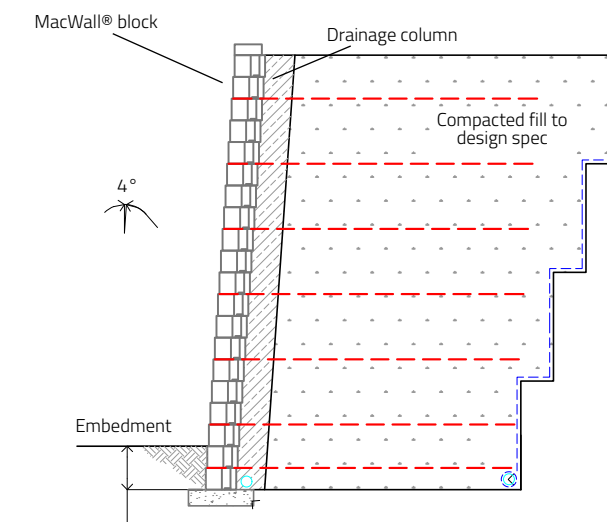 MacWall® block
Drainage column
Compacted fill to
design spec
4°
Embedment